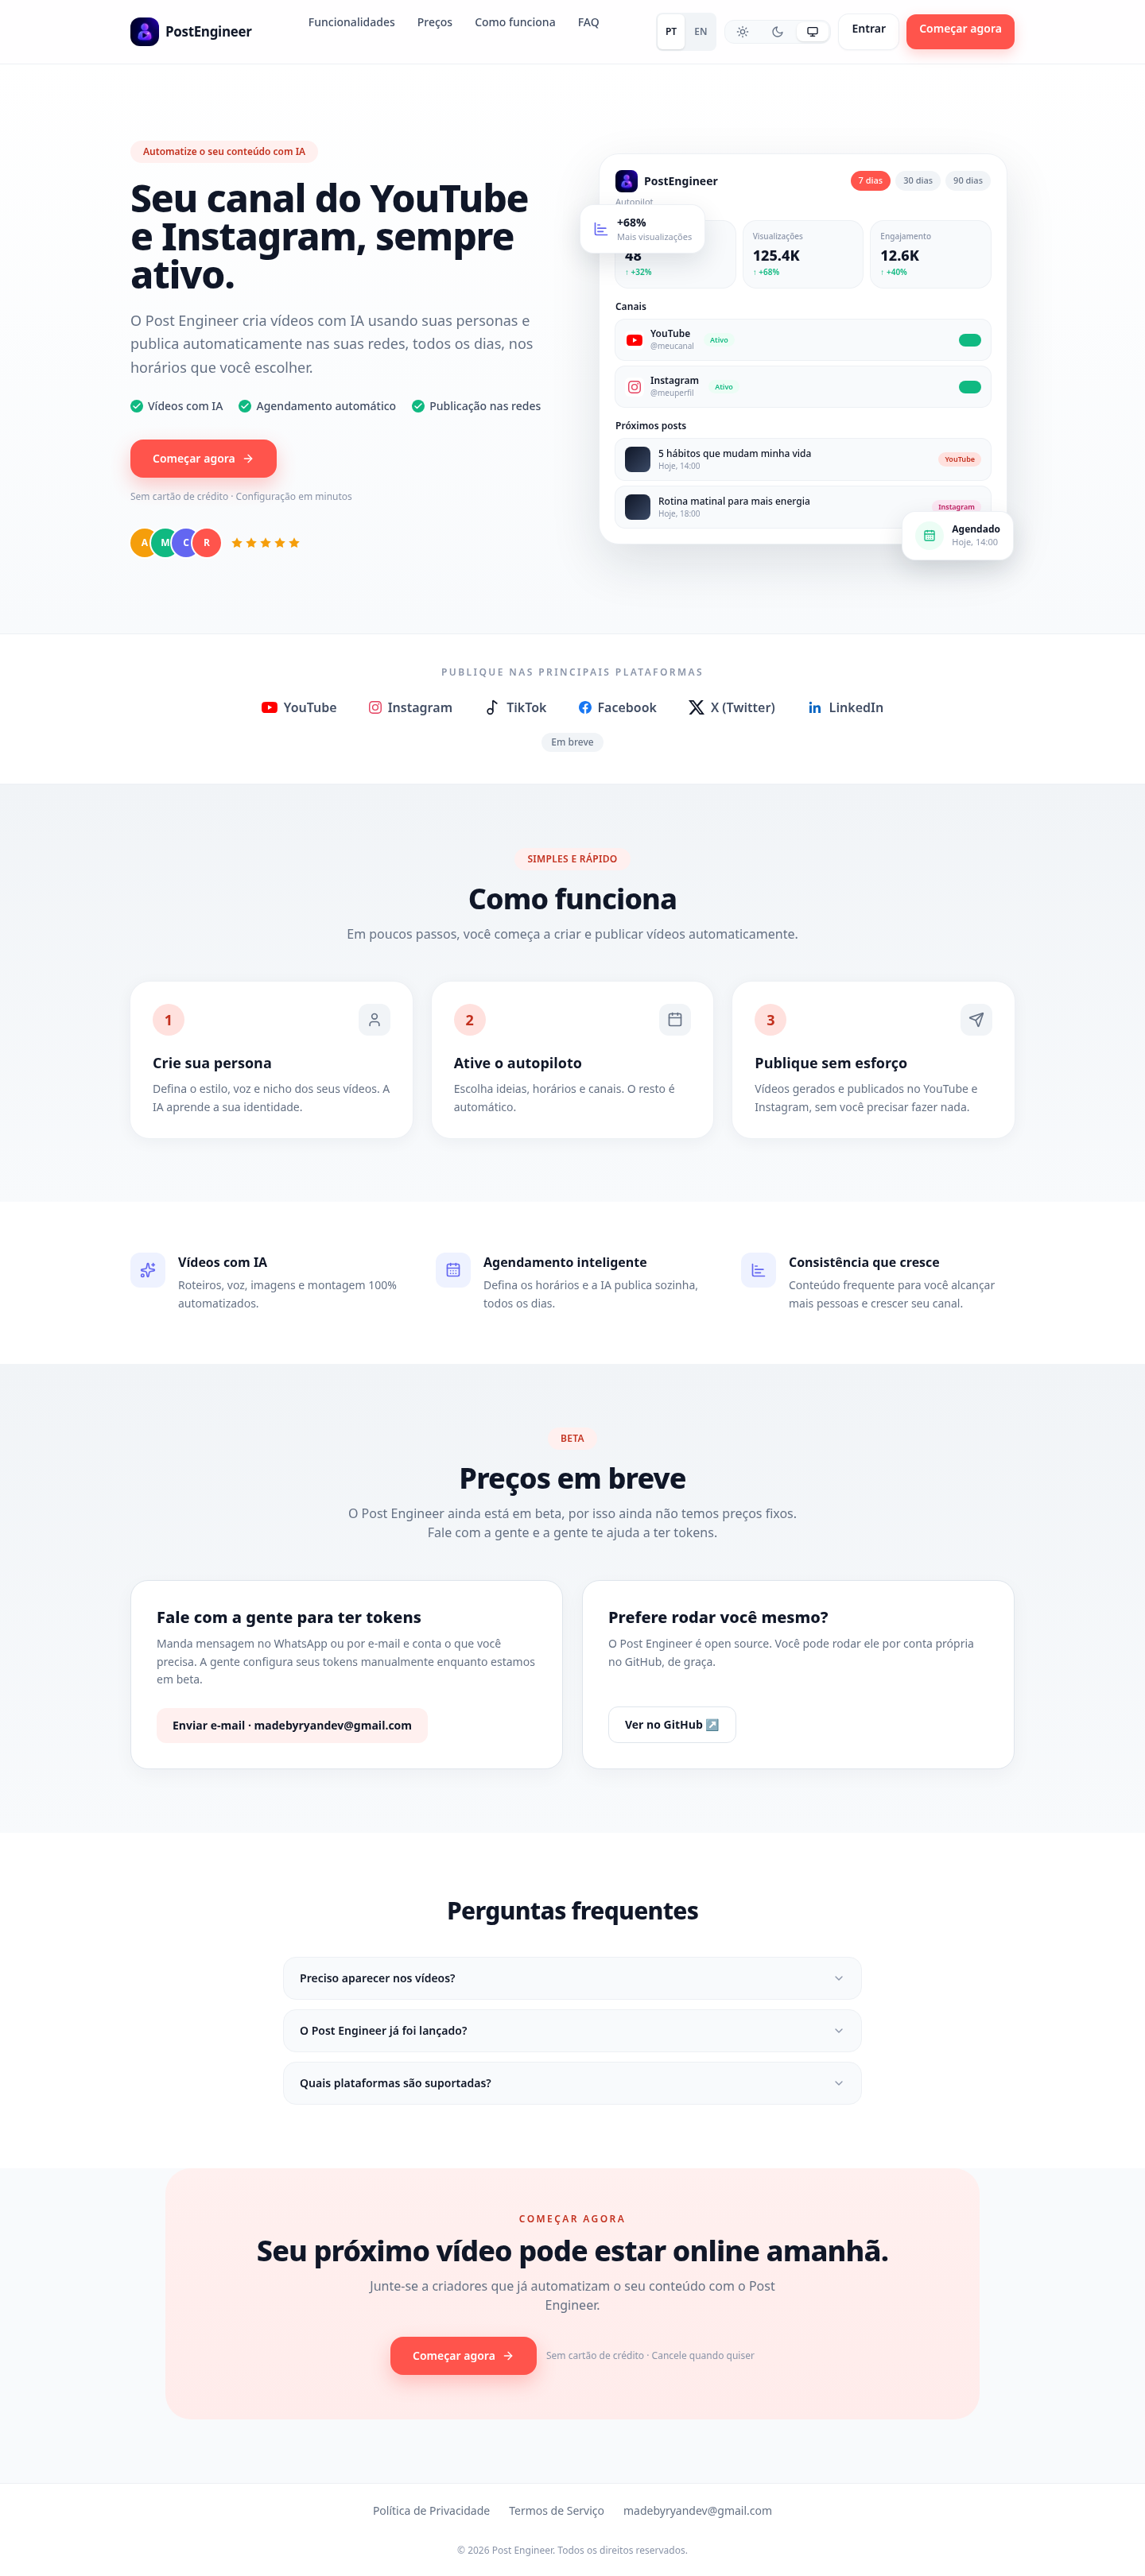 PostEngineer
Funcionalidades
Preços
Como funciona
FAQ
PT
EN
Entrar
Começar agora
Automatize o seu conteúdo com IA
Seu canal do YouTube
e Instagram, sempre
ativo.
O Post Engineer cria vídeos com IA usando suas personas e
publica automaticamente nas suas redes, todos os dias, nos
horários que você escolher.
Vídeos com IA
Agendamento automático
Publicação nas redes
Começar agora
Sem cartão de crédito · Configuração em minutos
A
M
C
R
PostEngineer
Autopilot
7 dias
30 dias
90 dias
+68%
Mais visualizações
48
↑ +32%
Visualizações
125.4K
↑ +68%
Engajamento
12.6K
↑ +40%
Canais
YouTube
@meucanal
Ativo
Instagram
@meuperfil
Ativo
Próximos posts
5 hábitos que mudam minha vida
Hoje, 14:00
YouTube
Rotina matinal para mais energia
Hoje, 18:00
Instagram
Agendado
Hoje, 14:00
PUBLIQUE NAS PRINCIPAIS PLATAFORMAS
YouTube
Instagram
TikTok
Facebook
X (Twitter)
LinkedIn
Em breve
SIMPLES E RÁPIDO
Como funciona
Em poucos passos, você começa a criar e publicar vídeos automaticamente.
1
Crie sua persona
Defina o estilo, voz e nicho dos seus vídeos. A
IA aprende a sua identidade.
2
Ative o autopiloto
Escolha ideias, horários e canais. O resto é
automático.
3
Publique sem esforço
Vídeos gerados e publicados no YouTube e
Instagram, sem você precisar fazer nada.
Vídeos com IA
Roteiros, voz, imagens e montagem 100%
automatizados.
Agendamento inteligente
Defina os horários e a IA publica sozinha,
todos os dias.
Consistência que cresce
Conteúdo frequente para você alcançar
mais pessoas e crescer seu canal.
BETA
Preços em breve
O Post Engineer ainda está em beta, por isso ainda não temos preços fixos.
Fale com a gente e a gente te ajuda a ter tokens.
Fale com a gente para ter tokens
Manda mensagem no WhatsApp ou por e-mail e conta o que você
precisa. A gente configura seus tokens manualmente enquanto estamos
em beta.
Enviar e-mail · madebyryandev@gmail.com
Prefere rodar você mesmo?
O Post Engineer é open source. Você pode rodar ele por conta própria
no GitHub, de graça.
Ver no GitHub ↗
Perguntas frequentes
Preciso aparecer nos vídeos?
O Post Engineer já foi lançado?
Quais plataformas são suportadas?
COMEÇAR AGORA
Seu próximo vídeo pode estar online amanhã.
Junte-se a criadores que já automatizam o seu conteúdo com o Post
Engineer.
Começar agora
Sem cartão de crédito · Cancele quando quiser
Política de Privacidade
Termos de Serviço
madebyryandev@gmail.com
© 2026 Post Engineer. Todos os direitos reservados.